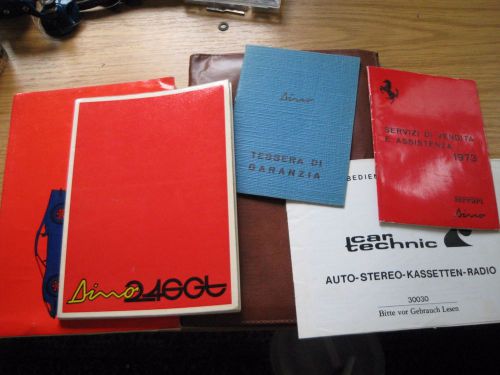 Dino 246GT
Dino
TESSERA DI
GARANZIA
SERVIZI DI VENDITA
E ASSISTENZA
1973
FERRARI
Dino
BEDIEN
car
technic
AUTO-STEREO-KASSETTEN-RADIO
30030
Bitte vor Gebrauch Lesen